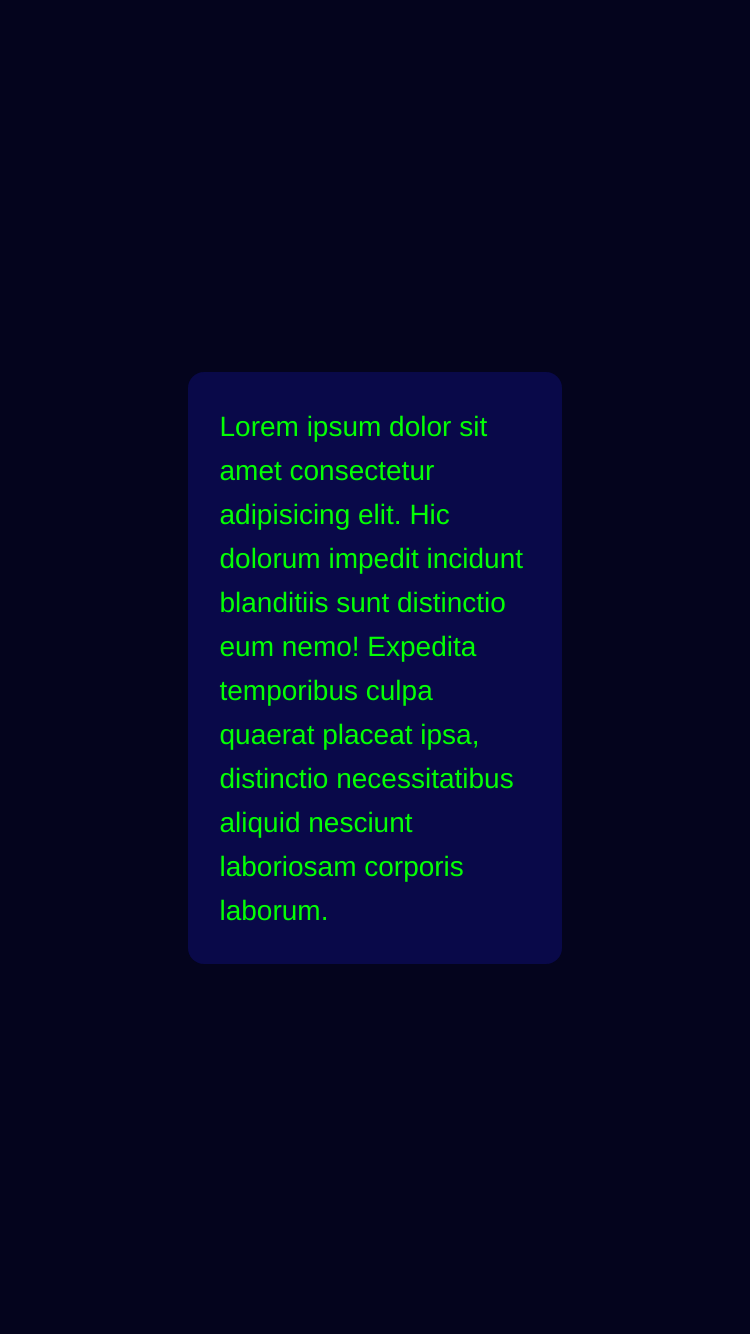 Lorem ipsum dolor sit
amet consectetur
adipisicing elit. Hic
dolorum impedit incidunt
blanditiis sunt distinctio
eum nemo! Expedita
temporibus culpa
quaerat placeat ipsa,
distinctio necessitatibus
aliquid nesciunt
laboriosam corporis
laborum.